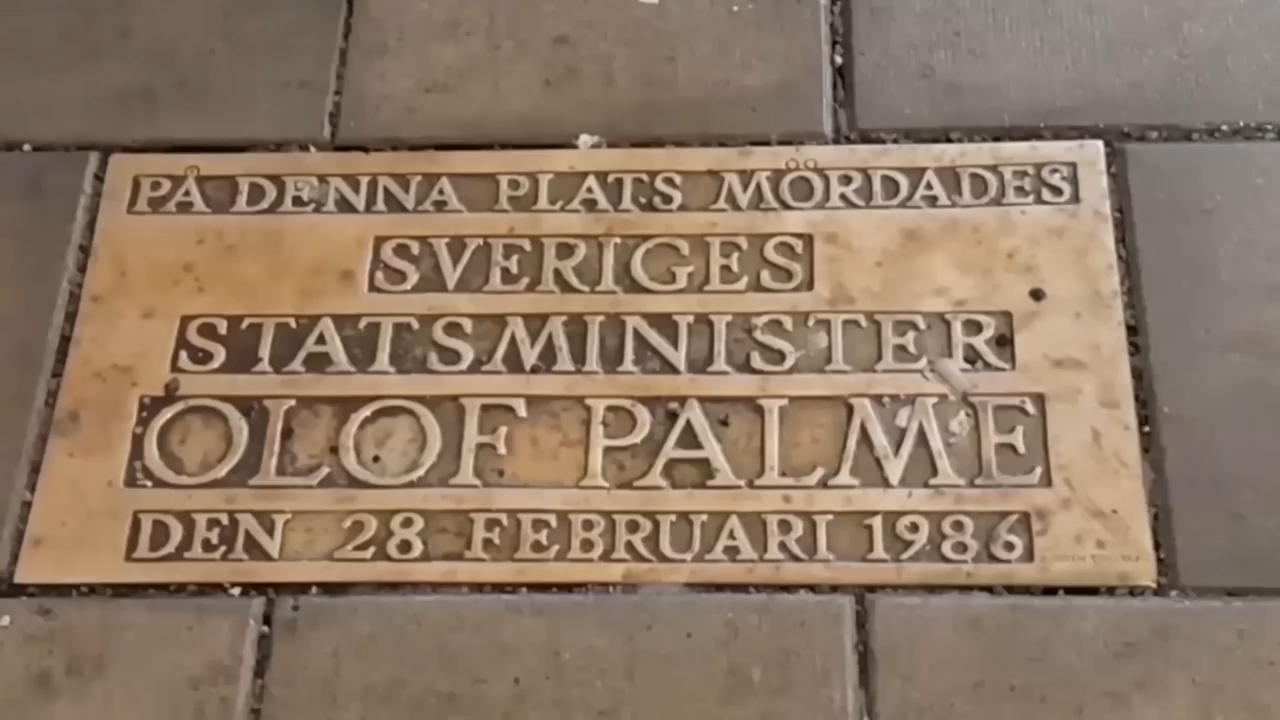 PÅ DENNA PLATS MÖRDADES
SVERIGES
STATSMINISTER
OLOF PALME
DEN 28 FEBRUARI 1986